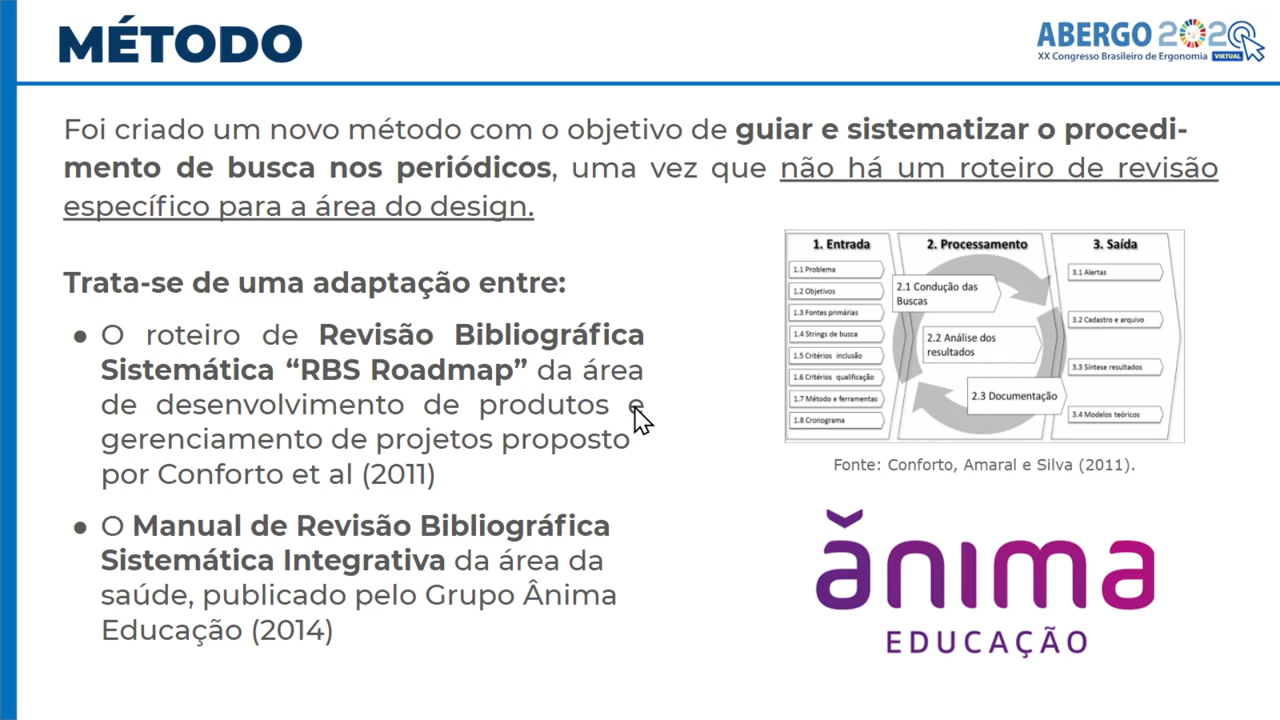 MÉTODO
ABERGO 2020
XX Congresso Brasileiro de Ergonomia VIRTUAL
Foi criado um novo método com o objetivo de guiar e sistematizar o procedi-
mento de busca nos periódicos, uma vez que não há um roteiro de revisão
específico para a área do design.
Trata-se de uma adaptação entre:
● O roteiro de Revisão Bibliográfica
Sistemática “RBS Roadmap” da área
de desenvolvimento de produtos e
gerenciamento de projetos proposto
por Conforto et al (2011)
● O Manual de Revisão Bibliográfica
Sistemática Integrativa da área da
saúde, publicado pelo Grupo Ânima
Educação (2014)
1. Entrada
1.1 Problema
1.2 Objetivos
1.3 Fontes primárias
1.4 Strings de busca
1.5 Critérios inclusão
1.6 Critérios qualificação
1.7 Método e ferramentas
1.8 Cronograma
2. Processamento
2.1 Condução das
Buscas
2.2 Análise dos
resultados
2.3 Documentação
3. Saída
3.1 Alertas
3.2 Cadastro e arquivo
3.3 Síntese resultados
3.4 Modelos teóricos
Fonte: Conforto, Amaral e Silva (2011).
ănima
EDUCAÇÃO